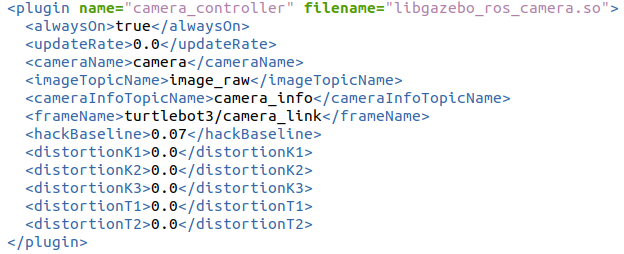 <plugin name="camera_controller" filename="libgazebo_ros_camera.so">
<alwaysOn>true</alwaysOn>
<updateRate>0.0</updateRate>
<cameraName>camera</cameraName>
<imageTopicName>image_raw</imageTopicName>
<cameraInfoTopicName>camera_info</cameraInfoTopicName>
<frameName>turtlebot3/camera_link</frameName>
<hackBaseline>0.07</hackBaseline>
<distortionK1>0.0</distortionK1>
<distortionK2>0.0</distortionK2>
<distortionK3>0.0</distortionK3>
<distortionT1>0.0</distortionT1>
<distortionT2>0.0</distortionT2>
</plugin>